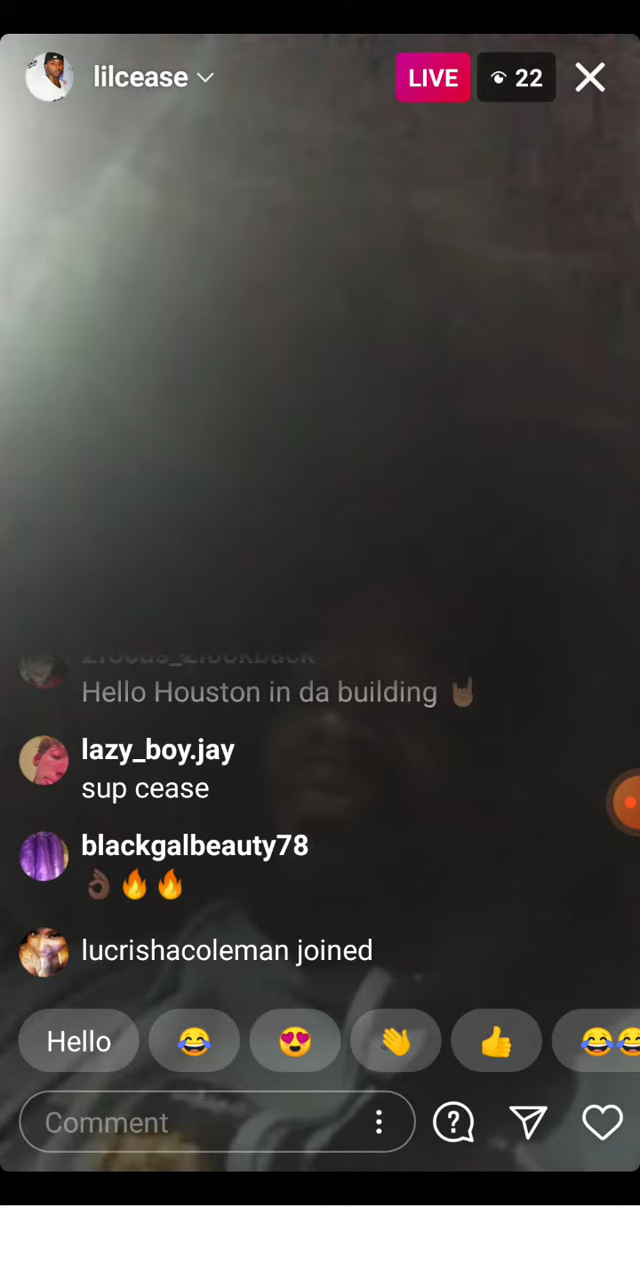 lilcease
LIVE
22
Hello Houston in da building 🤘🏾
lazy_boy.jay
sup cease
blackgalbeauty78
👌🏾🔥🔥
lucrishacoleman joined
Hello 😂 😍 👋 👍 😂😂
Comment